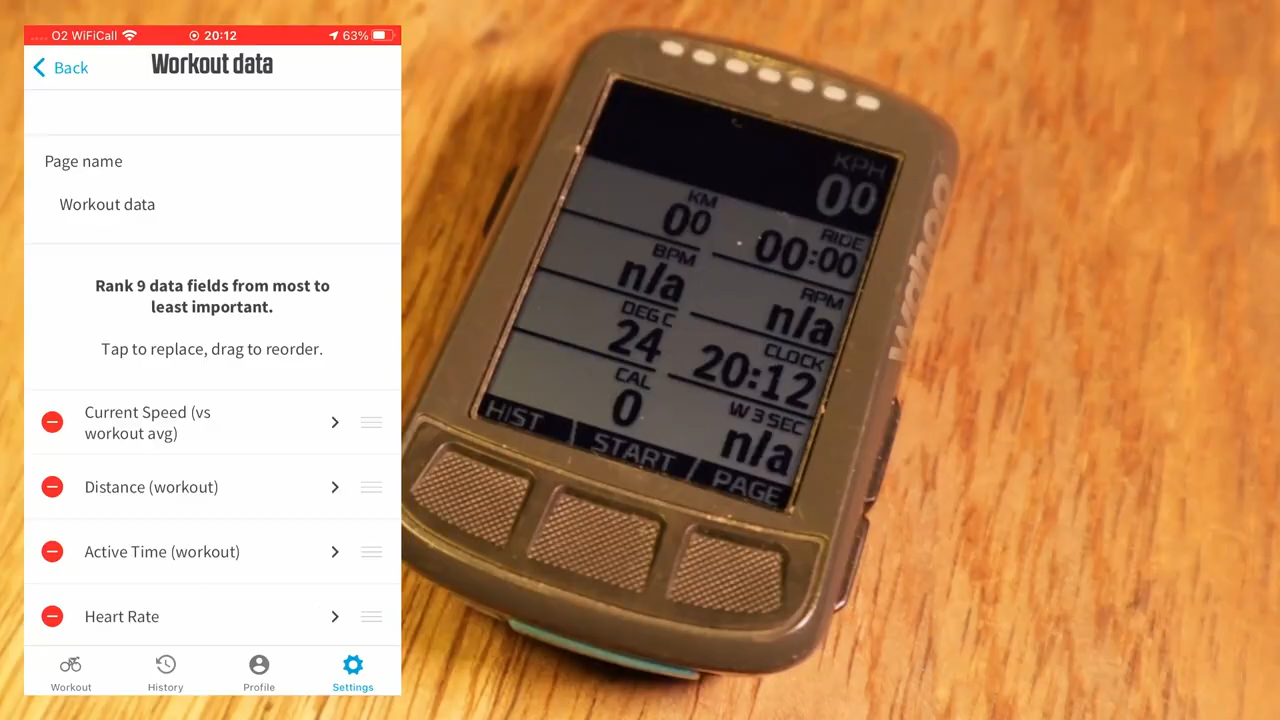 O2 WiFiCall 20:12 63%
Back Workout data
Page name
Workout data
Rank 9 data fields from most to
least important.
Tap to replace, drag to reorder.
Current Speed (vs
workout avg)
Distance (workout)
Active Time (workout)
Heart Rate
Workout History Profile Settings
KPH
00
KM
00
RIDE
00:00
BPM
n/a
RPM
n/a
DEG C
24
CLOCK
20:12
CAL
0
W 3 SEC
n/a
HIST START PAGE
wahoo